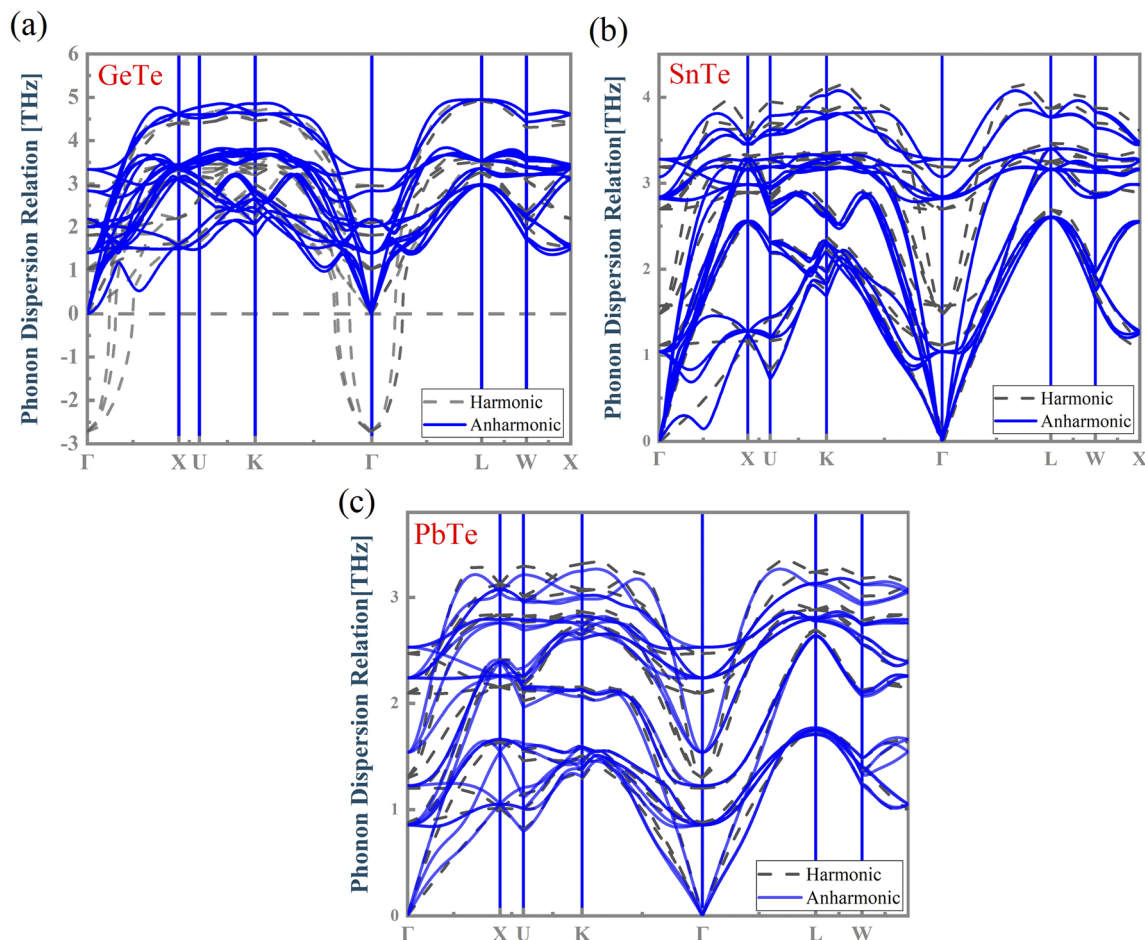 (a)
GeTe
Phonon Dispersion Relation [THz]
6
5
4
3
2
1
0
-1
-2
-3
Harmonic
Anharmonic
Γ X U K Γ L W X
(b)
SnTe
Phonon Dispersion Relation[THz]
4
3
2
1
0
Harmonic
Anharmonic
Γ X U K Γ L W X
(c)
PbTe
Phonon Dispersion Relation[THz]
3
2
1
0
Harmonic
Anharmonic
Γ X U K Γ L W